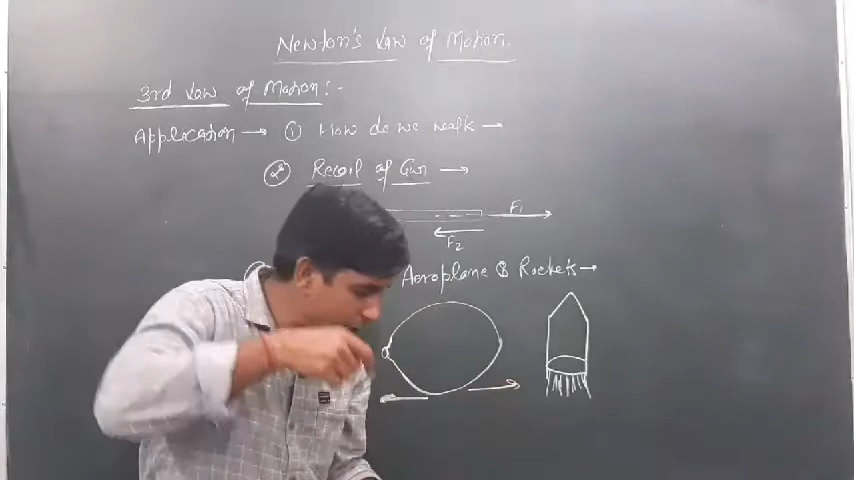 Newton's Law of Motion.
3rd Law of Motion:-
Application → ① How do we walk →
② Recoil of Gun →
F1
F2
Aeroplane & Rockets →